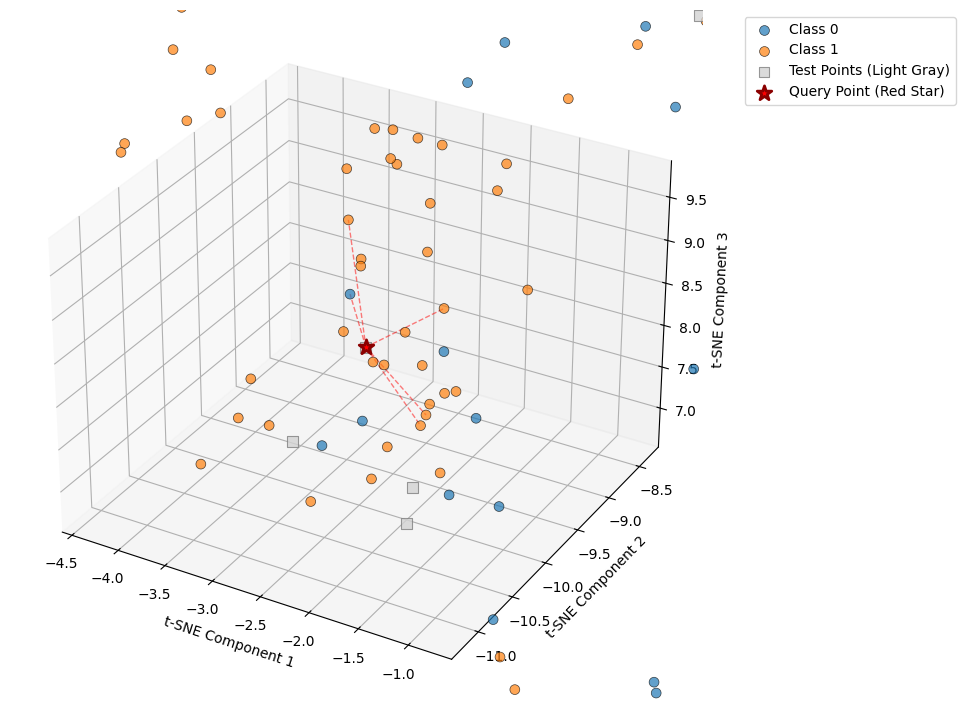 Class 0
Class 1
Test Points (Light Gray)
Query Point (Red Star)
9.5
9.0
8.5
8.0
7.5
7.0
t-SNE Component 3
−8.5
−9.0
−9.5
−10.0
−10.5
−11.0
t-SNE Component 2
−4.5
−4.0
−3.5
−3.0
−2.5
−2.0
−1.5
−1.0
t-SNE Component 1